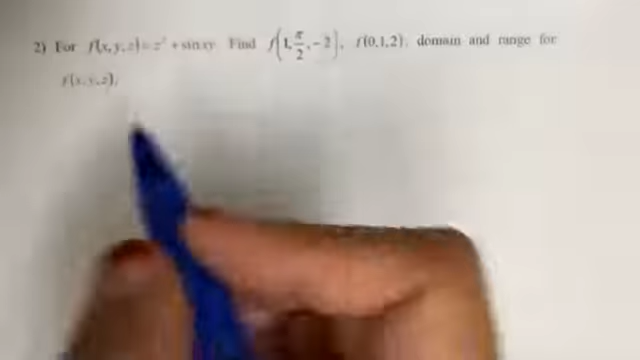 2) For f(x,y,z)=z²+sin xy. Find f(1,π/2,-2), f(0,1,2), domain and range for
f(x,y,z).